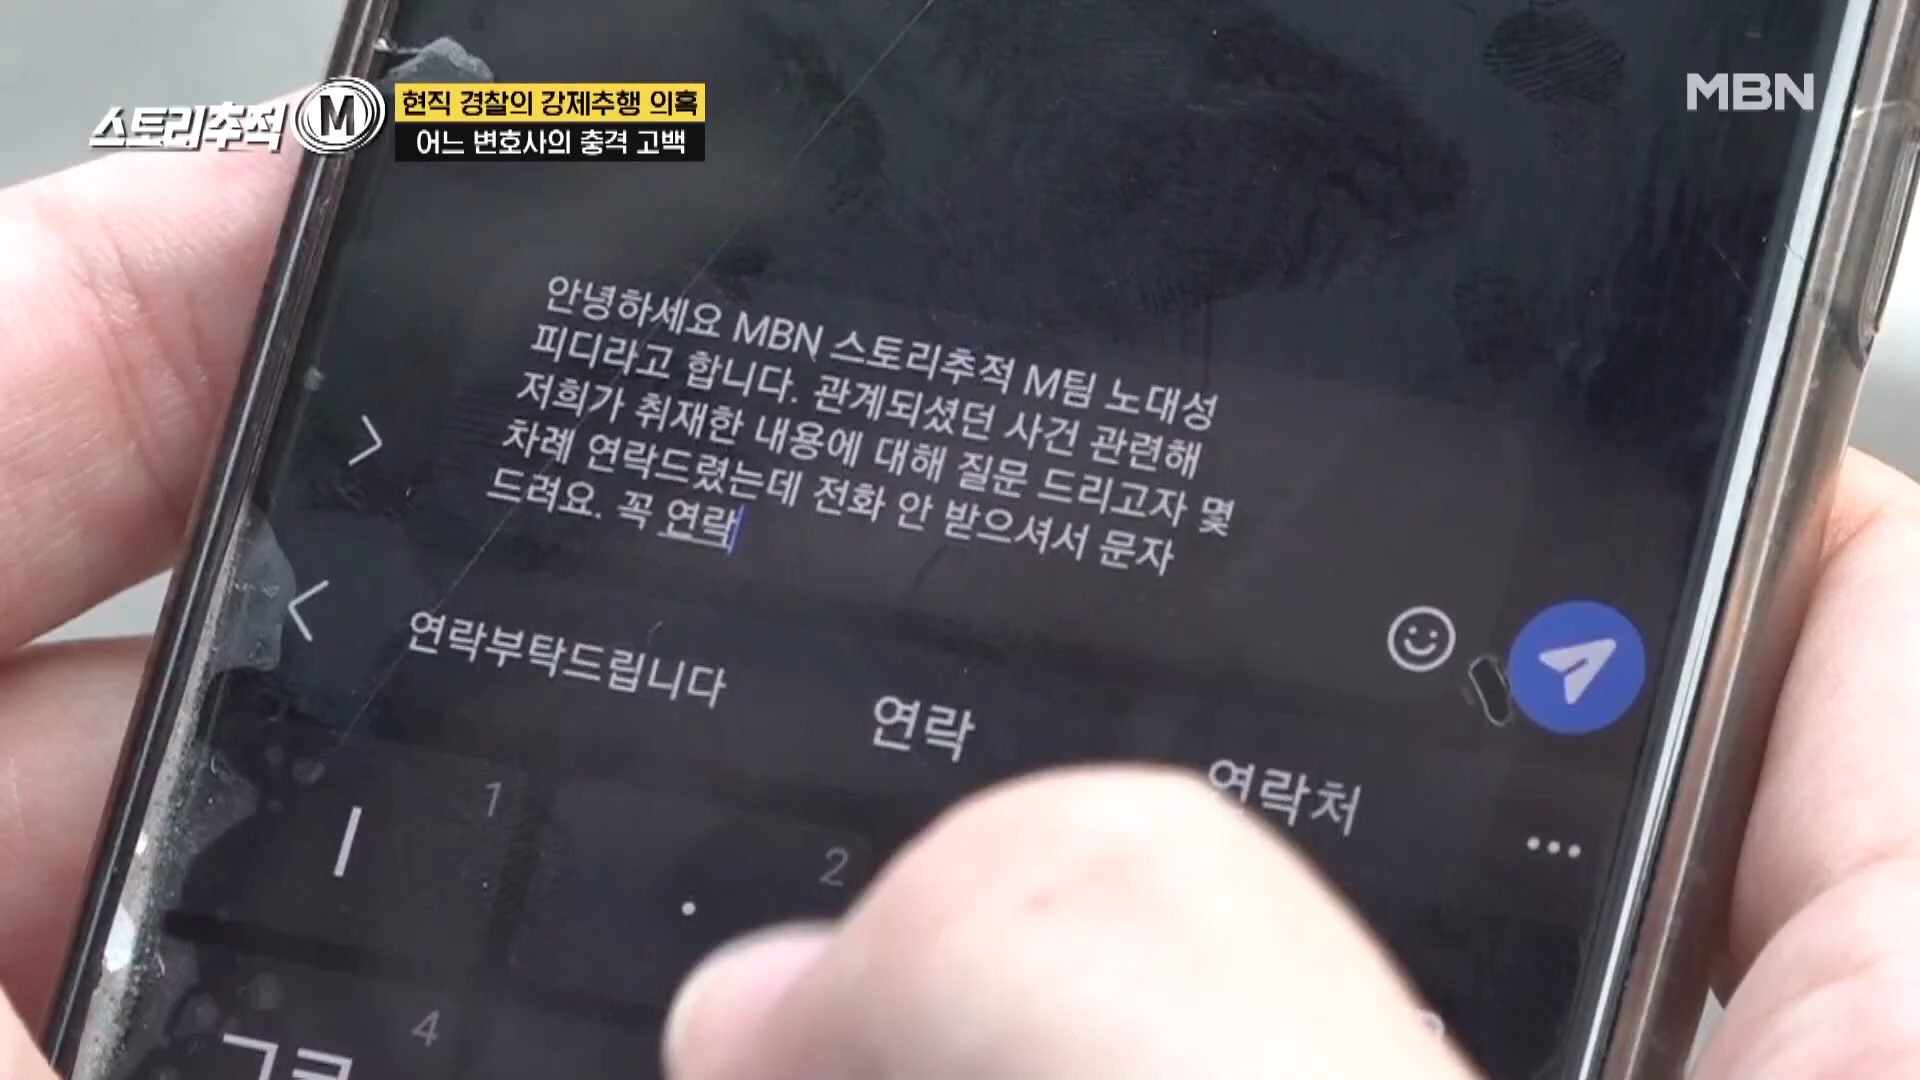 스토리추적 M
현직 경찰의 강제추행 의혹
어느 변호사의 충격 고백
MBN
안녕하세요 MBN 스토리추적 M팀 노대성
피디라고 합니다. 관계되셨던 사건 관련해
저희가 취재한 내용에 대해 질문 드리고자 몇
차례 연락드렸는데 전화 안 받으셔서 문자
드려요. 꼭 연락
연락부탁드립니다 연락 연락처
ㅣ 1 . 2
ㄱㅋ 4